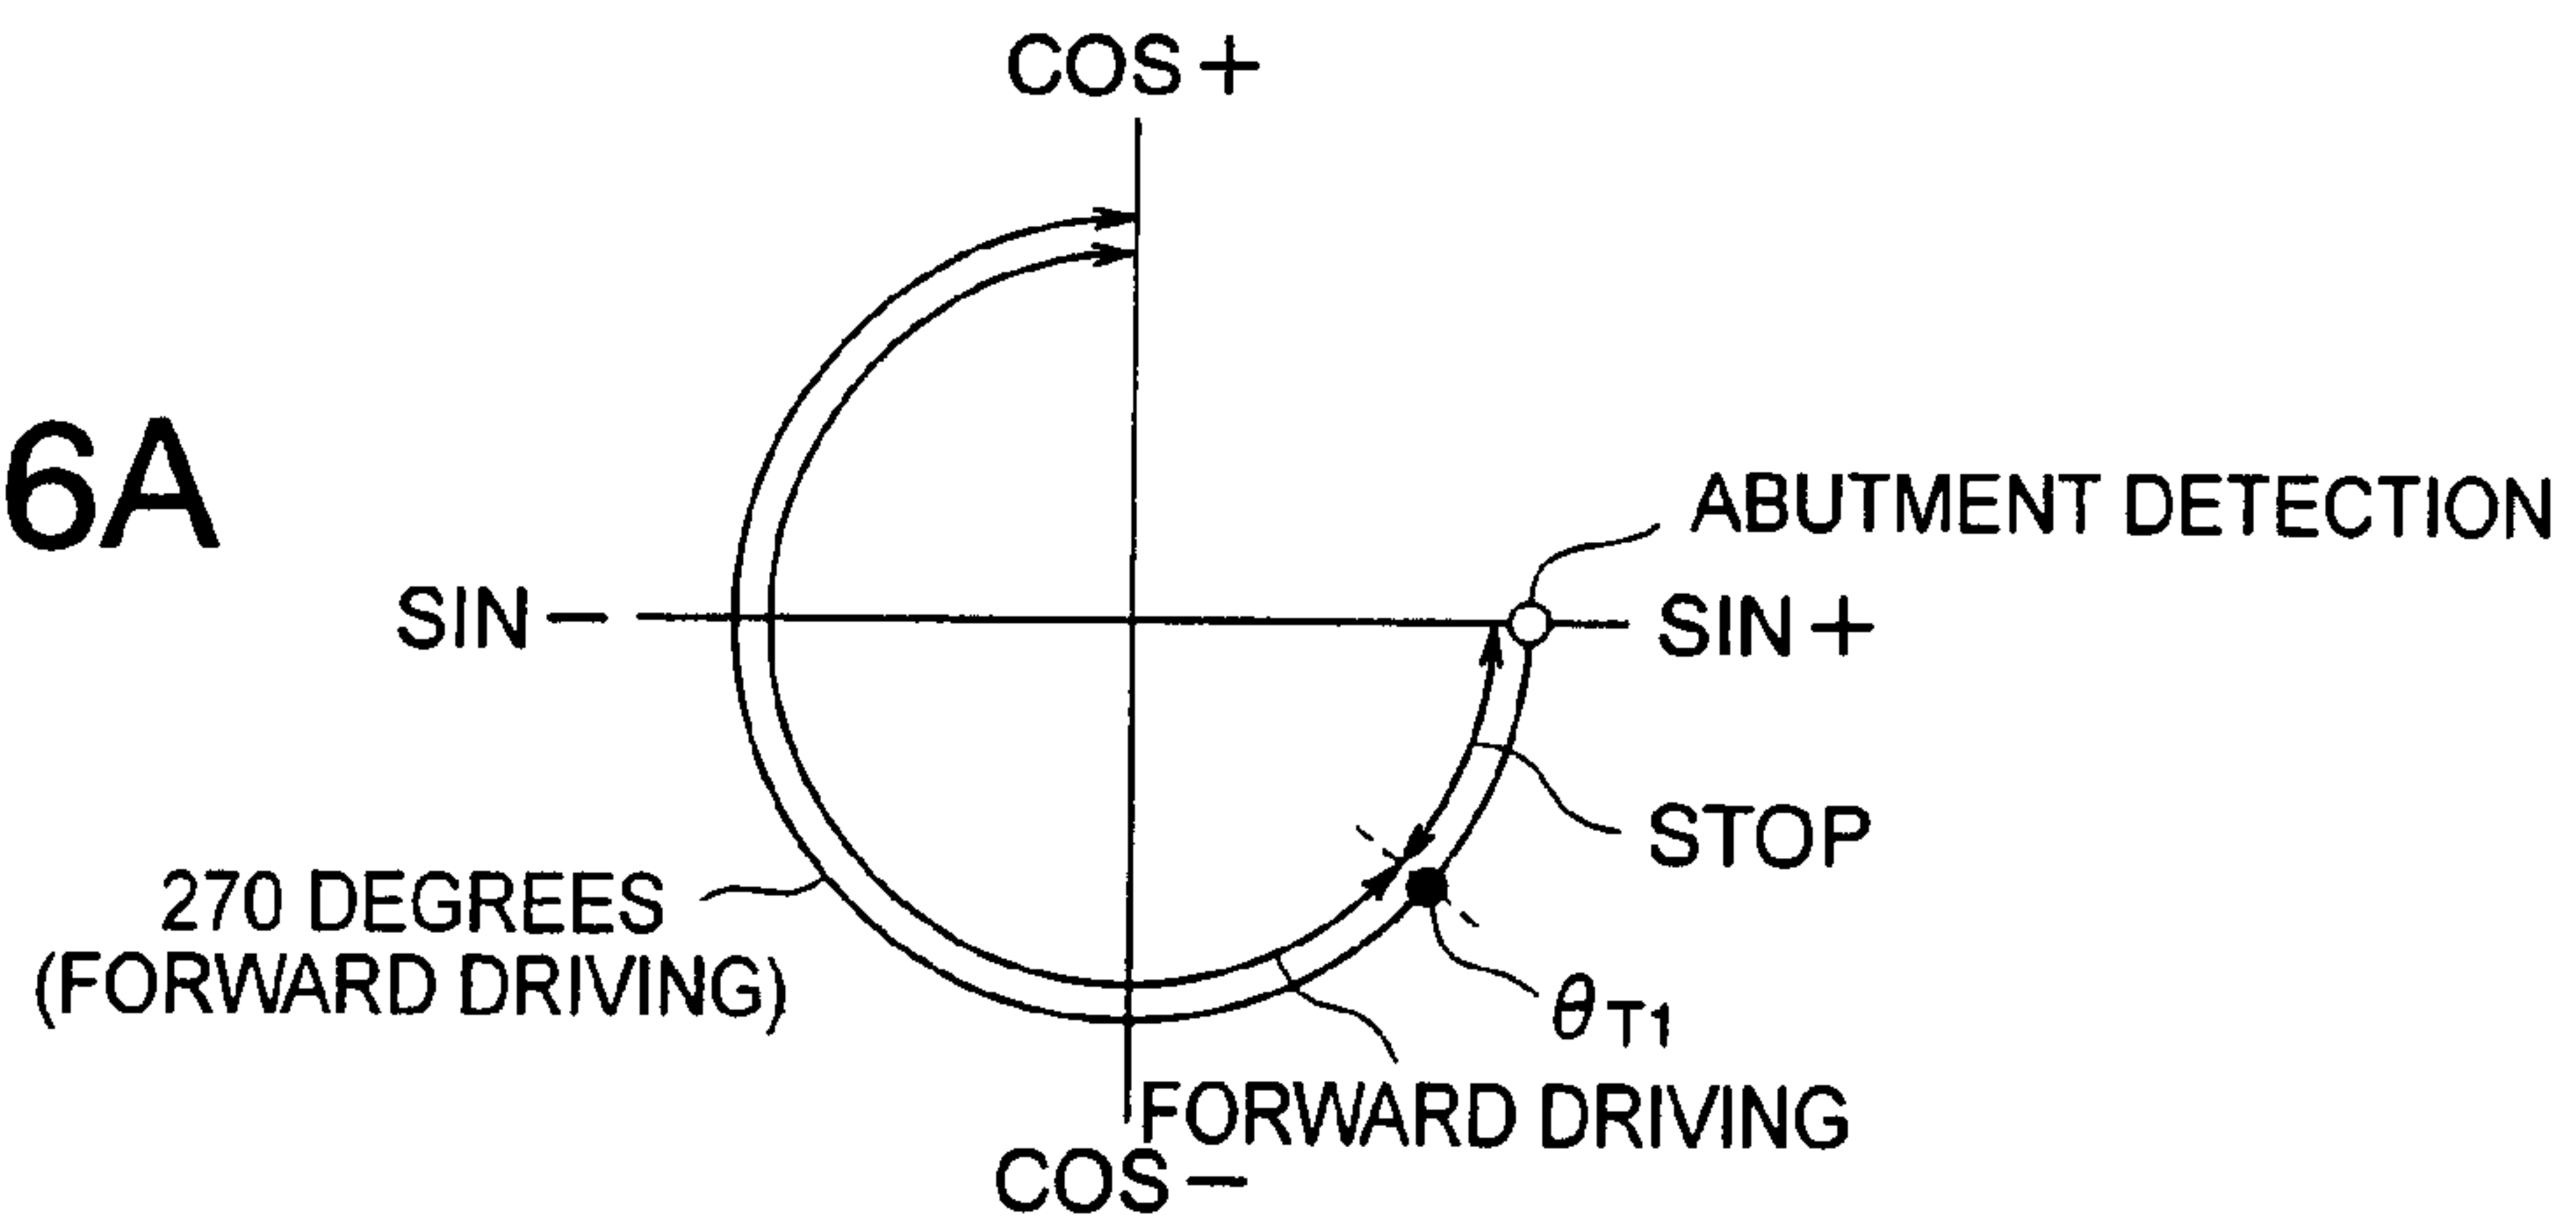 COS+
6A
ABUTMENT DETECTION
SIN−
SIN+
STOP
270 DEGREES
(FORWARD DRIVING)
θT1
FORWARD DRIVING
COS−